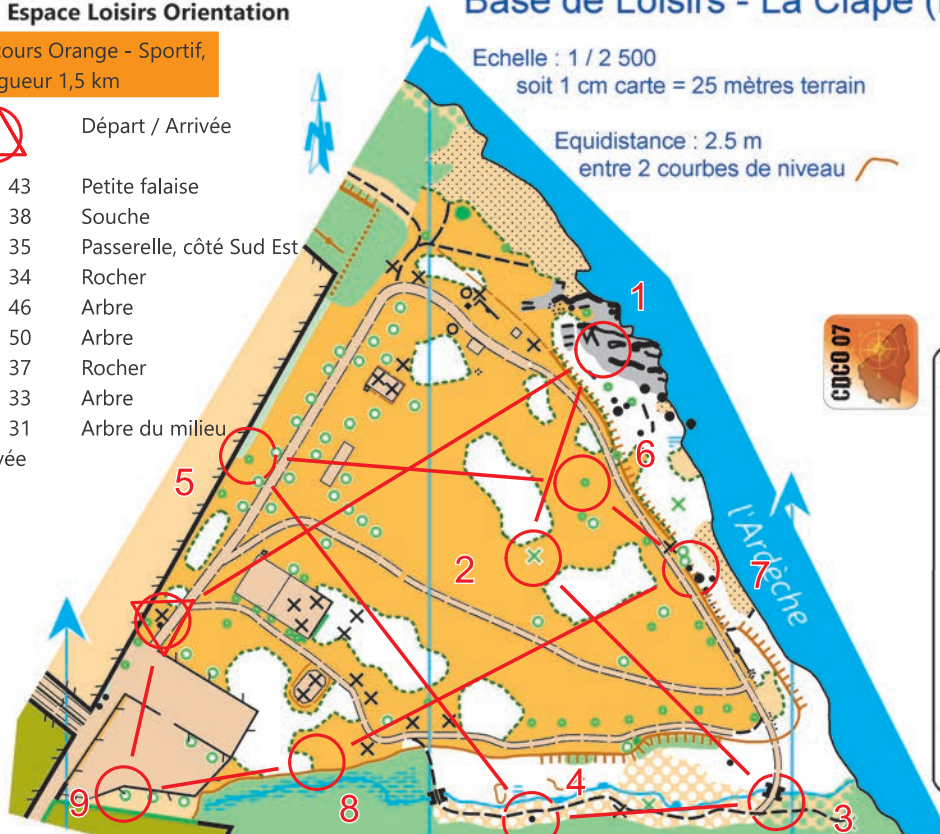 Espace Loisirs Orientation
Base de Loisirs - La Clape
cours Orange - Sportif,
gueur 1,5 km
Départ / Arrivée
43 Petite falaise
38 Souche
35 Passerelle, côté Sud Est
34 Rocher
46 Arbre
50 Arbre
37 Rocher
33 Arbre
31 Arbre du milieu
vée
Echelle : 1 / 2 500
soit 1 cm carte = 25 mètres terrain
Equidistance : 2.5 m
entre 2 courbes de niveau
N
CDCO 07
l'Ardèche
1
6
5
2
7
4
9
8
3